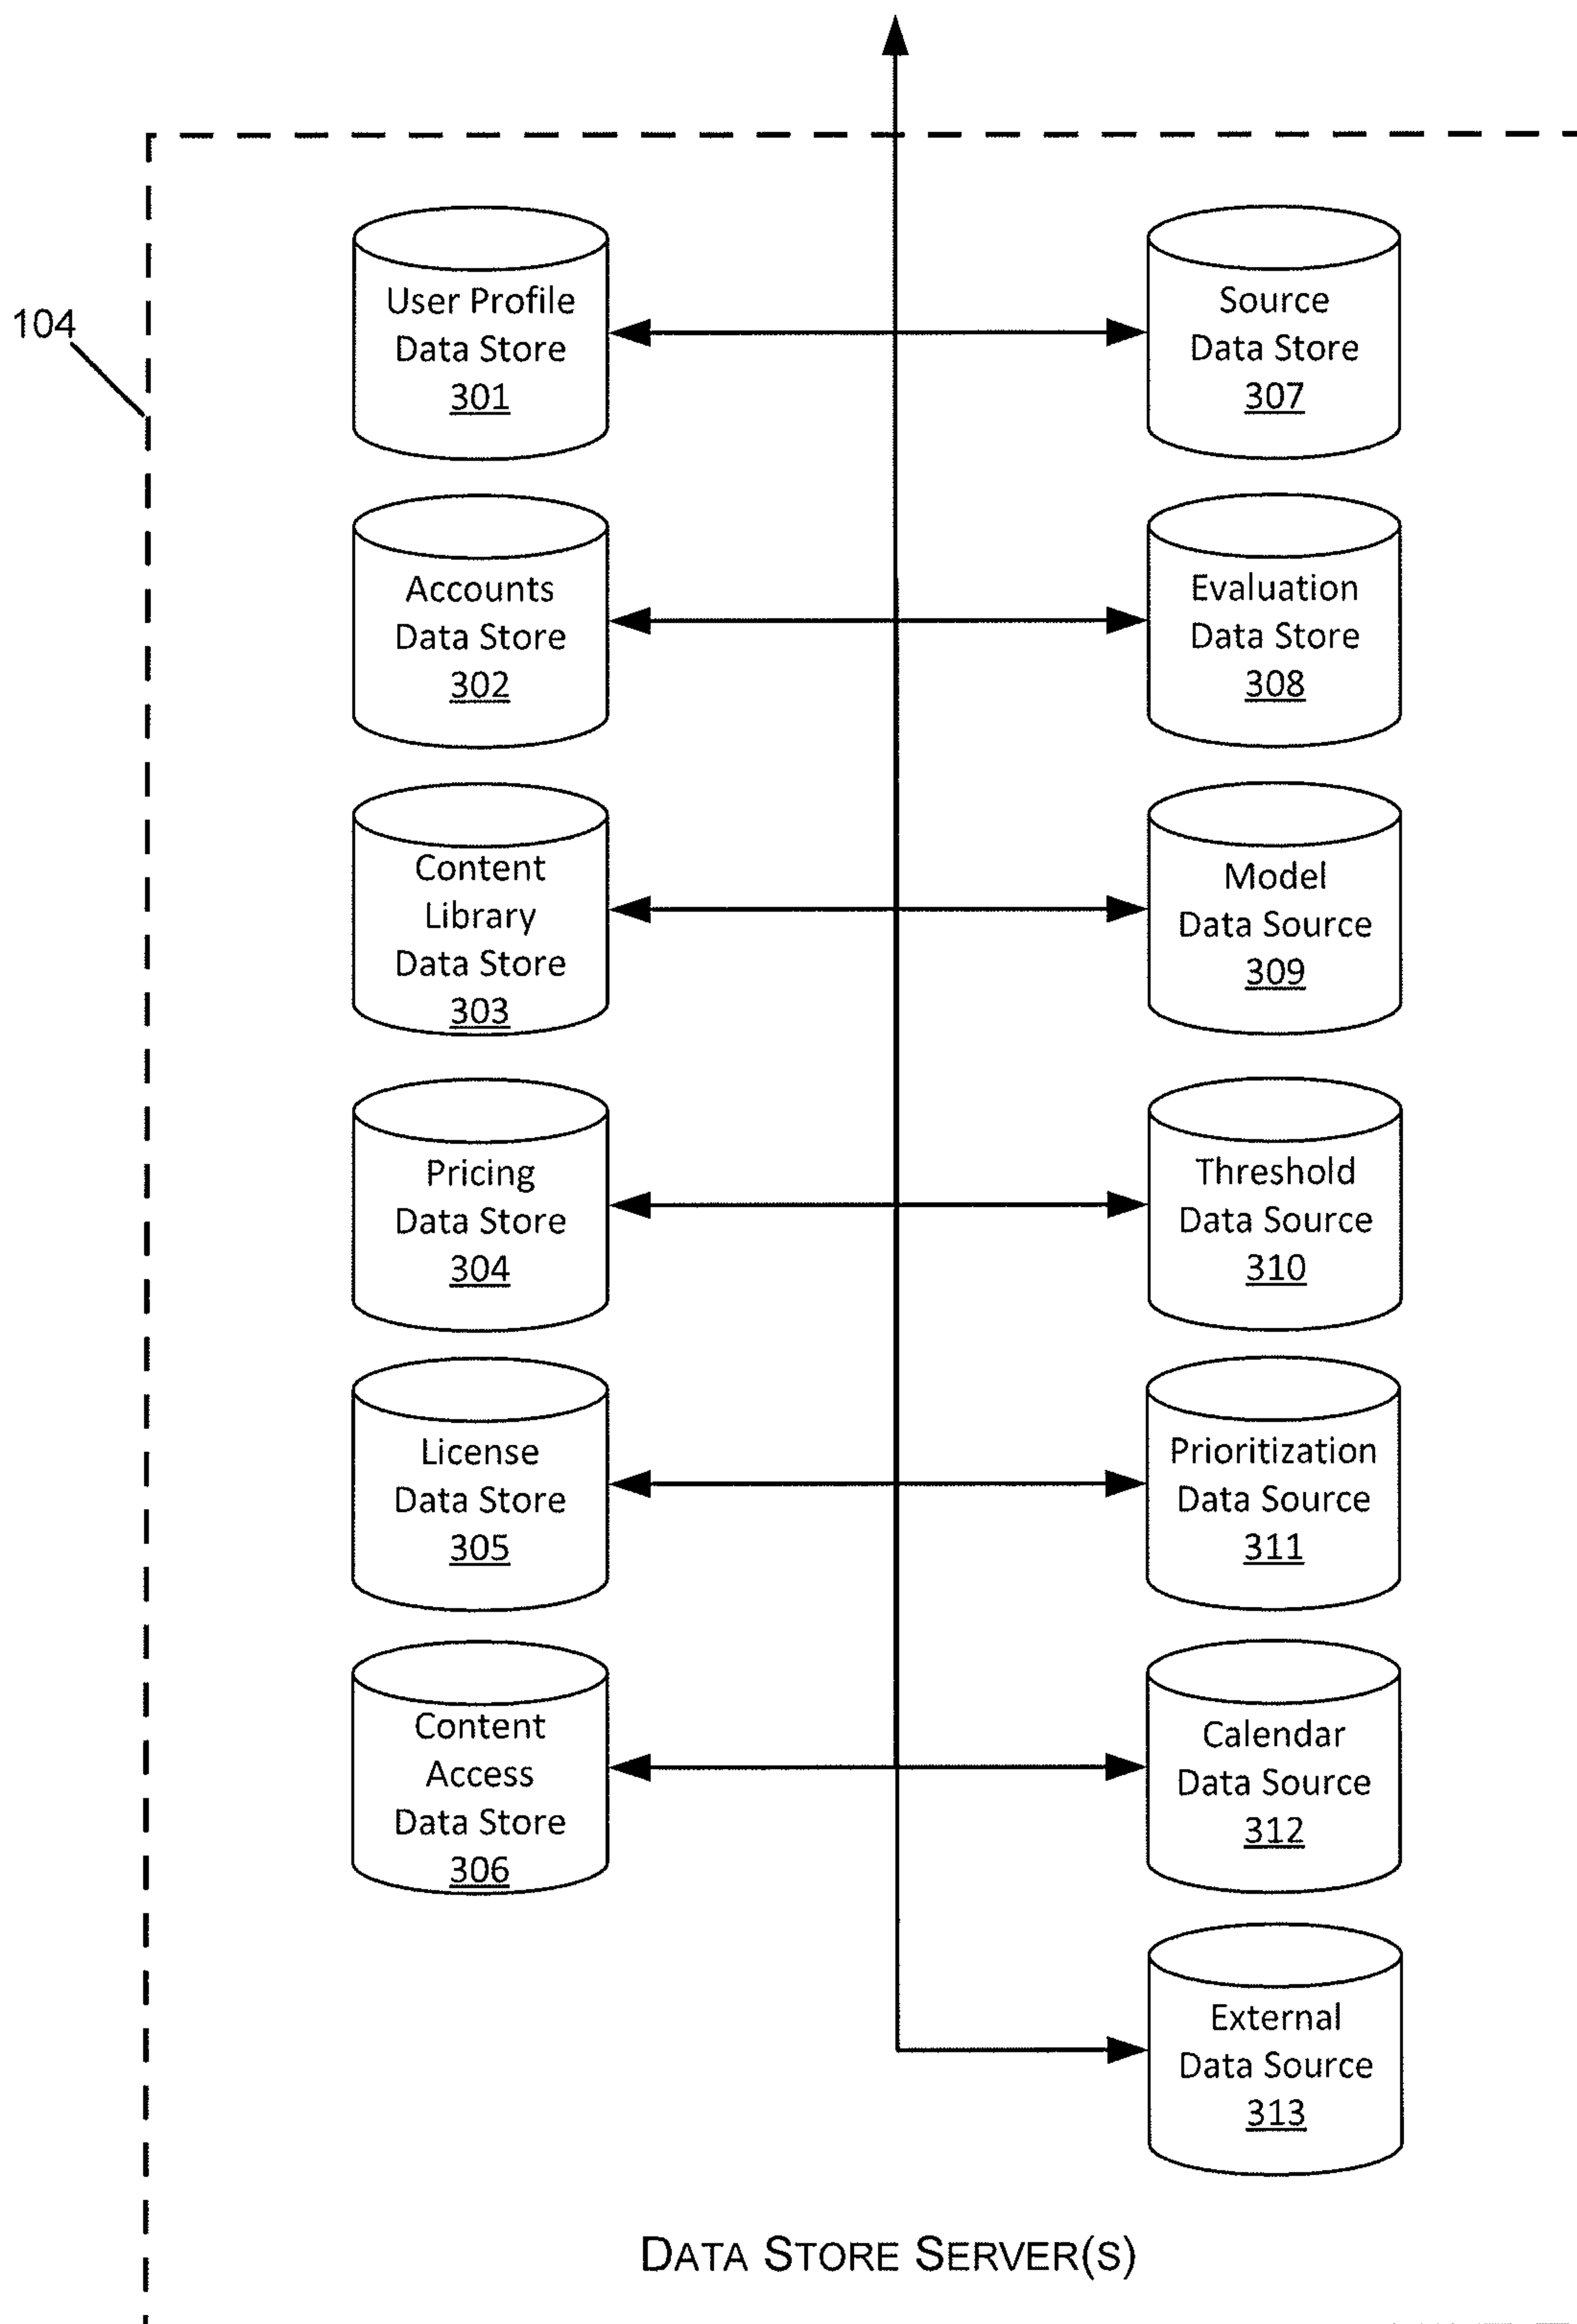 104
User Profile
Data Store
301
Source
Data Store
307
Accounts
Data Store
302
Evaluation
Data Store
308
Content
Library
Data Store
303
Model
Data Source
309
Pricing
Data Store
304
Threshold
Data Source
310
License
Data Store
305
Prioritization
Data Source
311
Content
Access
Data Store
306
Calendar
Data Source
312
External
Data Source
313
DATA STORE SERVER(S)